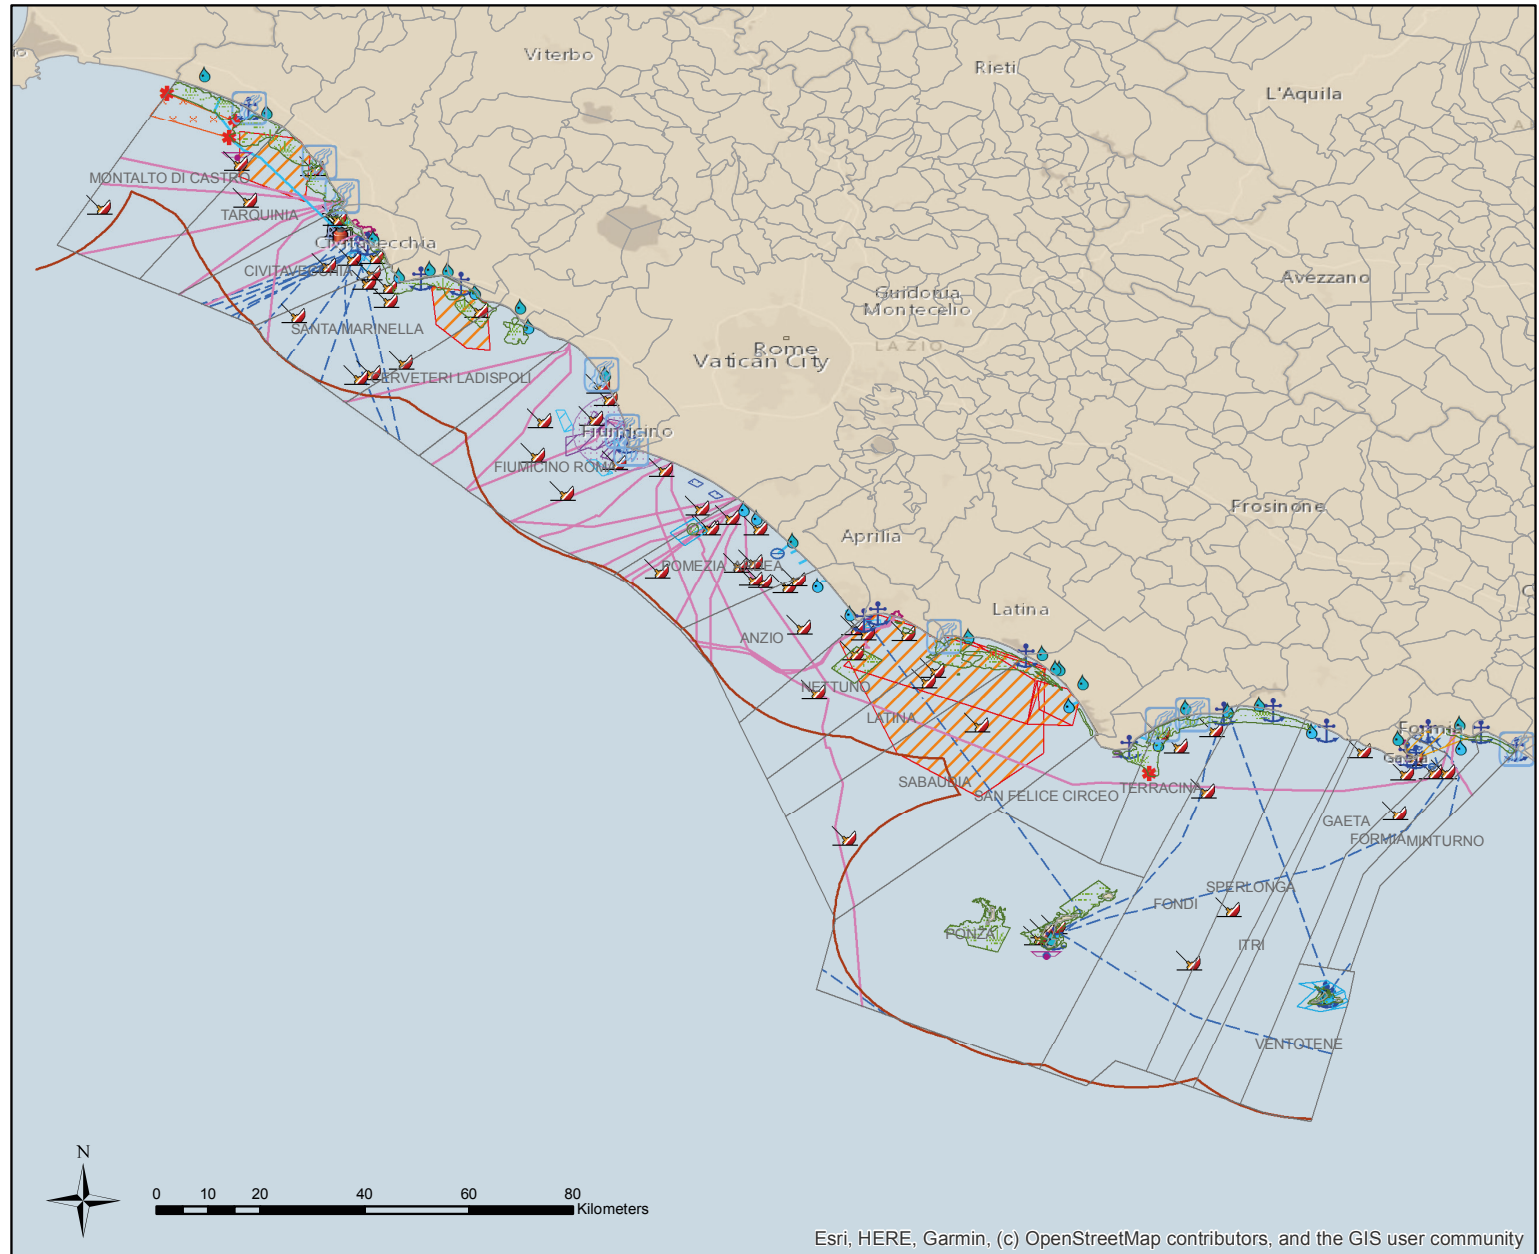 Viterbo
Rieti
L'Aquila
MONTALTO DI CASTRO
TARQUINIA
Civitavecchia
CIVITAVECCHIA
Avezzano
Guidonia
Montecelio
SANTA MARINELLA
Rome
Vatican City
LAZIO
CERVETERI LADISPOLI
Fiumicino
FIUMICINO ROMA
Frosinone
Aprilia
POMEZIA ARDEA
Latina
ANZIO
NETTUNO
LATINA
Formia
Gaeta
SABAUDIA
SAN FELICE CIRCEO
TERRACINA
GAETA
FORMIA
MINTURNO
SPERLONGA
FONDI
PONZA
ITRI
VENTOTENE
N
0 10 20 40 60 80
Kilometers
Esri, HERE, Garmin, (c) OpenStreetMap contributors, and the GIS user community